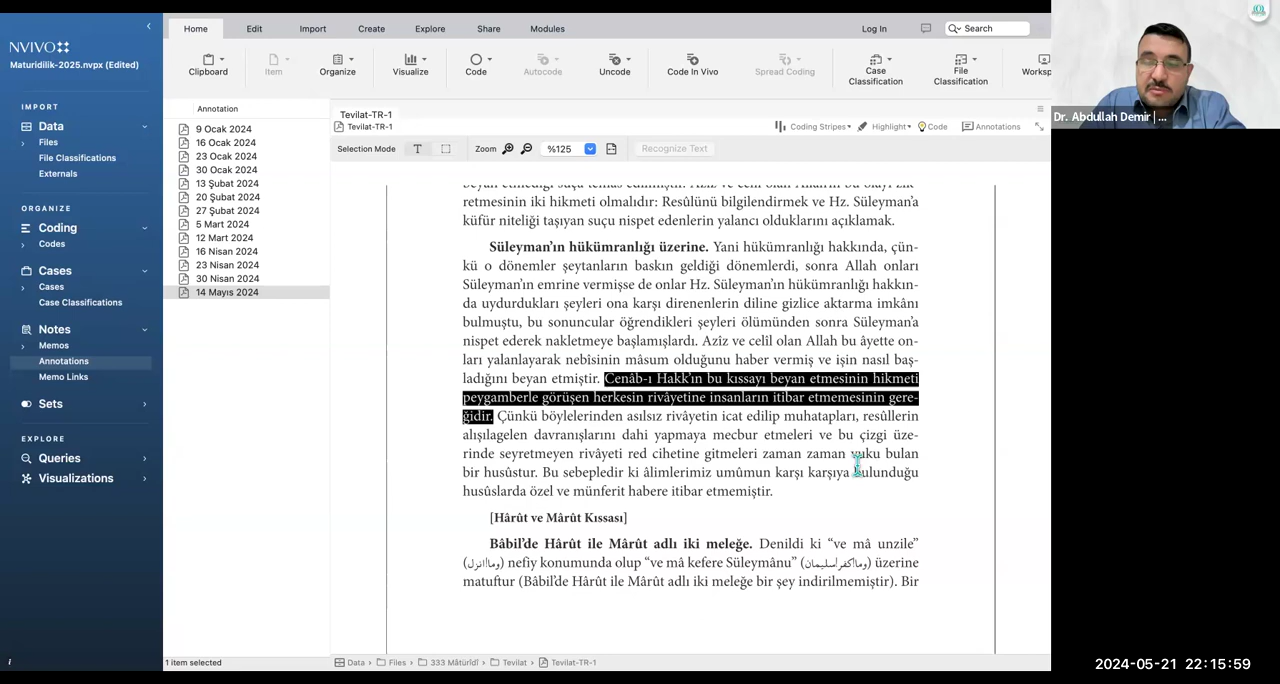 NVIVO
Maturidilik-2025.nvpx (Edited)
IMPORT
Data
Files
File Classifications
Externals
ORGANIZE
Coding
Codes
Cases
Cases
Case Classifications
Notes
Memos
Annotations
Memo Links
Sets
EXPLORE
Queries
Visualizations
Home Edit Import Create Explore Share Modules Log In Search
Clipboard Item Organize Visualize Code Autocode Uncode Code In Vivo Spread Coding Case Classification File Classification Worksp
Annotation
9 Ocak 2024
16 Ocak 2024
23 Ocak 2024
30 Ocak 2024
13 Şubat 2024
20 Şubat 2024
27 Şubat 2024
5 Mart 2024
12 Mart 2024
16 Nisan 2024
23 Nisan 2024
30 Nisan 2024
14 Mayıs 2024
1 item selected
Tevilat-TR-1
Tevilat-TR-1 Coding Stripes Highlight Code Annotations
Selection Mode T Zoom %125 Recognize Text
retmesinin iki hikmeti olmalıdır: Resûlünü bilgilendirmek ve Hz. Süleyman'a
küfür niteliği taşıyan suçu nispet edenlerin yalancı olduklarını açıklamak.
Süleyman'ın hükümranlığı üzerine. Yani hükümranlığı hakkında, çün-
kü o dönemler şeytanların baskın geldiği dönemlerdi, sonra Allah onları
Süleyman'ın emrine vermişse de onlar Hz. Süleyman'ın hükümranlığı hakkın-
da uydurdukları şeyleri ona karşı direnenlerin diline gizlice aktarma imkânı
bulmuştu, bu sonuncular öğrendikleri şeyleri ölümünden sonra Süleyman'a
nispet ederek nakletmeye başlamışlardı. Azîz ve celîl olan Allah bu âyette on-
ları yalanlayarak nebîsinin mâsum olduğunu haber vermiş ve işin nasıl baş-
ladığını beyan etmiştir. Cenâb-ı Hakk'ın bu kıssayı beyan etmesinin hikmeti
peygamberle görüşen herkesin rivâyetine insanların itibar etmemesinin gere-
ğidir. Çünkü böylelerinden asılsız rivâyetin icat edilip muhatapları, resûllerin
alışılagelen davranışlarını dahi yapmaya mecbur etmeleri ve bu çizgi üze-
rinde seyretmeyen rivâyeti red cihetine gitmeleri zaman zaman vuku bulan
bir husûstur. Bu sebepledir ki âlimlerimiz umûmun karşı karşıya bulunduğu
husûslarda özel ve münferit habere itibar etmemiştir.
[Hârût ve Mârût Kıssası]
Bâbil'de Hârût ile Mârût adlı iki meleğe. Denildi ki “ve mâ unzile”
(وما انزل) nefiy konumunda olup “ve mâ kefere Süleymânu” (وما كفر سليمان) üzerine
matuftur (Bâbil'de Hârût ile Mârût adlı iki meleğe bir şey indirilmemiştir). Bir
Data Files 333 Mâtürîdî Tevilat Tevilat-TR-1
Dr. Abdullah Demir | ...
2024-05-21 22:15:59